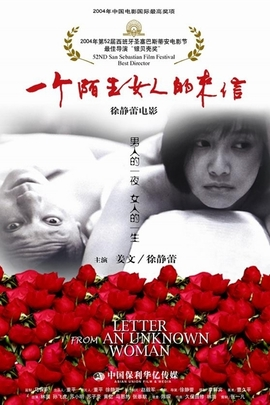 2004年中国电影国际最高奖项
2004年第52届西班牙圣塞巴斯蒂安电影节
最佳导演“银贝壳奖”
52ND San Sebastian Film Festival
Best Director
一个陌生女人的来信
徐静蕾电影
男人的一夜 女人的一生
主演 姜文/徐静蕾
LETTER
FROM AN UNKNOWN
WOMAN
中国保利华亿传媒
ASIAN UNION FILM & MEDIA